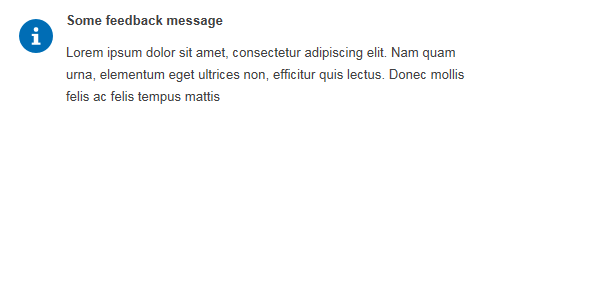 Some feedback message
Lorem ipsum dolor sit amet, consectetur adipiscing elit. Nam quam
urna, elementum eget ultrices non, efficitur quis lectus. Donec mollis
felis ac felis tempus mattis